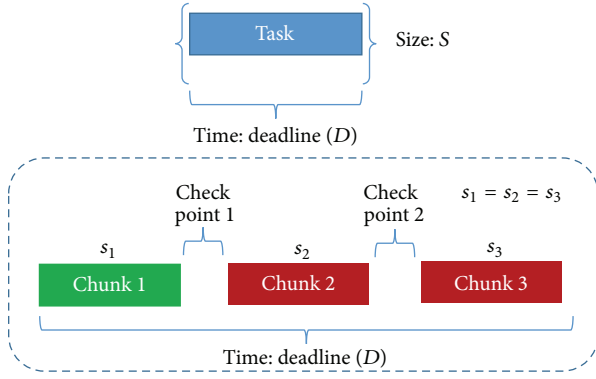 Task
Size: S
Time: deadline (D)
Check
point 1
Check
point 2
s₁ = s₂ = s₃
s₁
s₂
s₃
Chunk 1
Chunk 2
Chunk 3
Time: deadline (D)